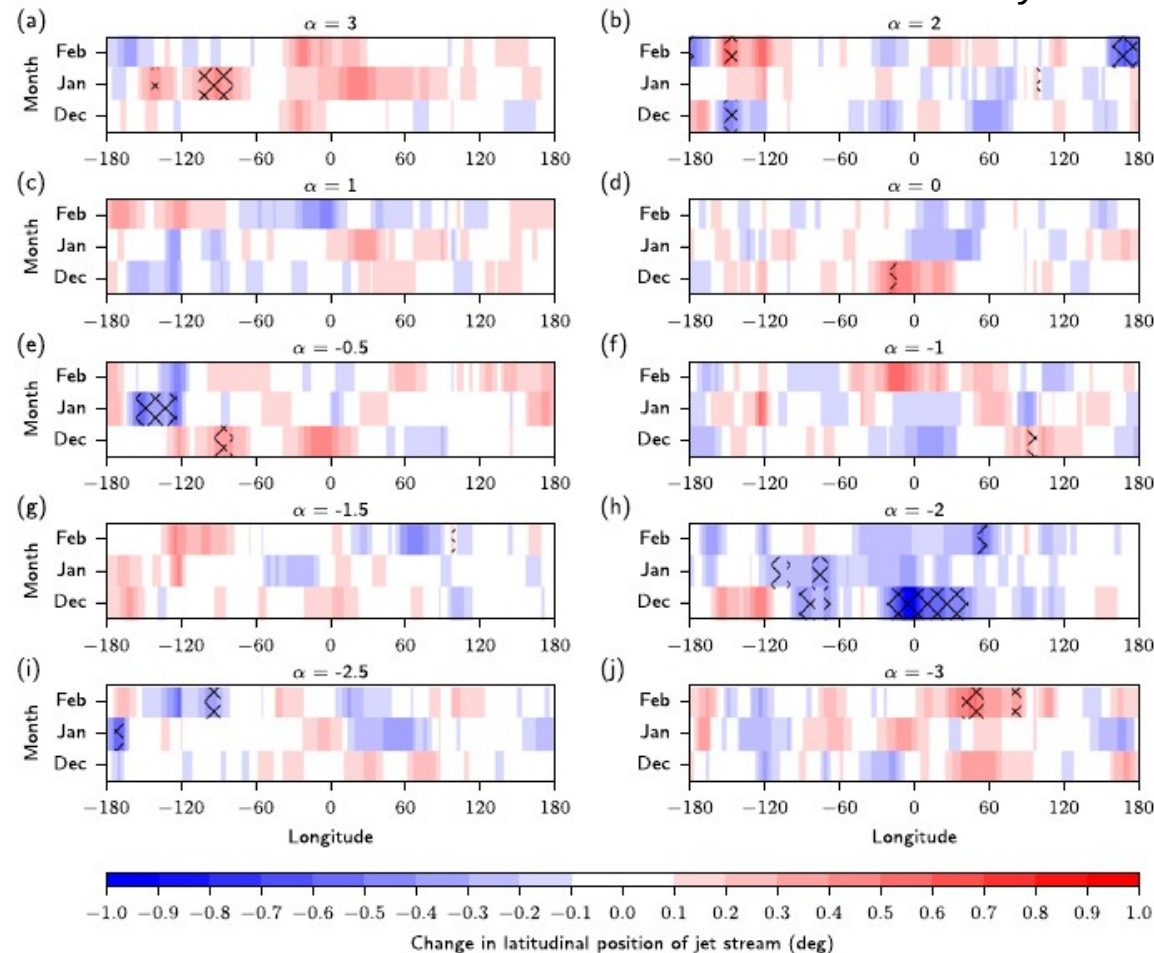 (a) α = 3
Month
Feb
Jan
Dec
−180 −120 −60 0 60 120 180
(b) α = 2
Feb
Jan
Dec
−180 −120 −60 0 60 120 180
(c) α = 1
Month
Feb
Jan
Dec
−180 −120 −60 0 60 120 180
(d) α = 0
Feb
Jan
Dec
−180 −120 −60 0 60 120 180
(e) α = -0.5
Month
Feb
Jan
Dec
−180 −120 −60 0 60 120 180
(f) α = -1
Feb
Jan
Dec
−180 −120 −60 0 60 120 180
(g) α = -1.5
Month
Feb
Jan
Dec
−180 −120 −60 0 60 120 180
(h) α = -2
Feb
Jan
Dec
−180 −120 −60 0 60 120 180
(i) α = -2.5
Month
Feb
Jan
Dec
−180 −120 −60 0 60 120 180
Longitude
(j) α = -3
Feb
Jan
Dec
−180 −120 −60 0 60 120 180
Longitude
−1.0 −0.9 −0.8 −0.7 −0.6 −0.5 −0.4 −0.3 −0.2 −0.1 0.0 0.1 0.2 0.3 0.4 0.5 0.6 0.7 0.8 0.9 1.0
Change in latitudinal position of jet stream (deg)